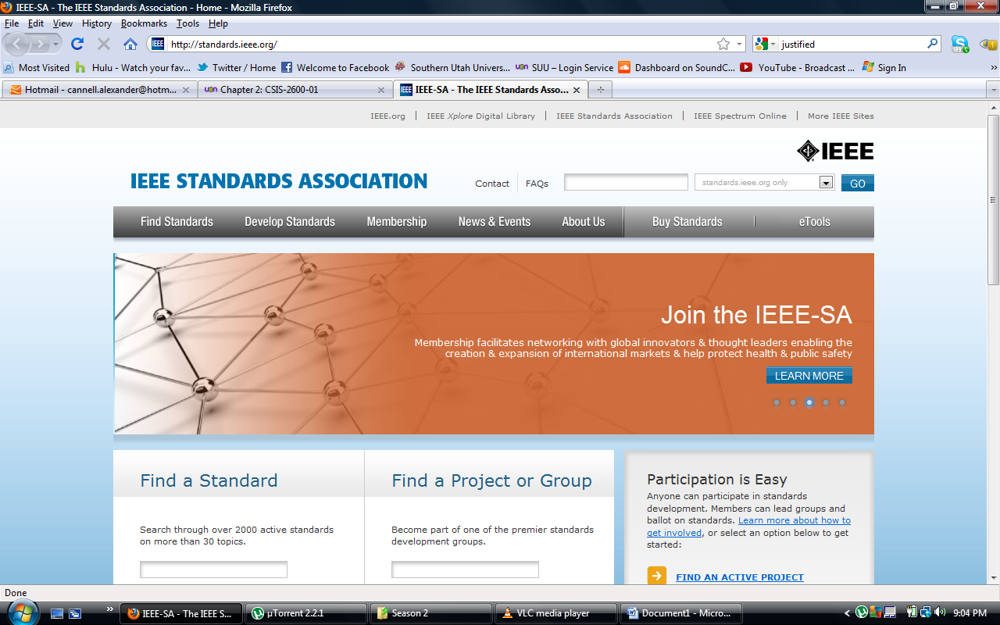 IEEE-SA - The IEEE Standards Association - Home - Mozilla Firefox
File Edit View History Bookmarks Tools Help
IEEE http://standards.ieee.org/ justified
Most Visited Hulu - Watch your fav... Twitter / Home Welcome to Facebook Southern Utah Univers... SUU – Login Service Dashboard on SoundC... YouTube - Broadcast ... Sign In »
Hotmail - cannell.alexander@hotm... Chapter 2: CSIS-2600-01 IEEE IEEE-SA - The IEEE Standards Asso...
IEEE.org | IEEE Xplore Digital Library | IEEE Standards Association | IEEE Spectrum Online | More IEEE Sites
IEEE
IEEE STANDARDS ASSOCIATION Contact FAQs standards.ieee.org only GO
Find Standards Develop Standards Membership News & Events About Us Buy Standards eTools
Join the IEEE-SA
Membership facilitates networking with global innovators & thought leaders enabling the
creation & expansion of international markets & help protect health & public safety
LEARN MORE
Find a Standard
Search through over 2000 active standards
on more than 30 topics.
Find a Project or Group
Become part of one of the premier standards
development groups.
Participation is Easy
Anyone can participate in standards
development. Members can lead groups and
ballot on standards. Learn more about how to
get involved, or select an option below to get
started:
FIND AN ACTIVE PROJECT
Done
» IEEE-SA - The IEEE S... µTorrent 2.2.1 Season 2 VLC media player Document1 - Micro... < 9:04 PM